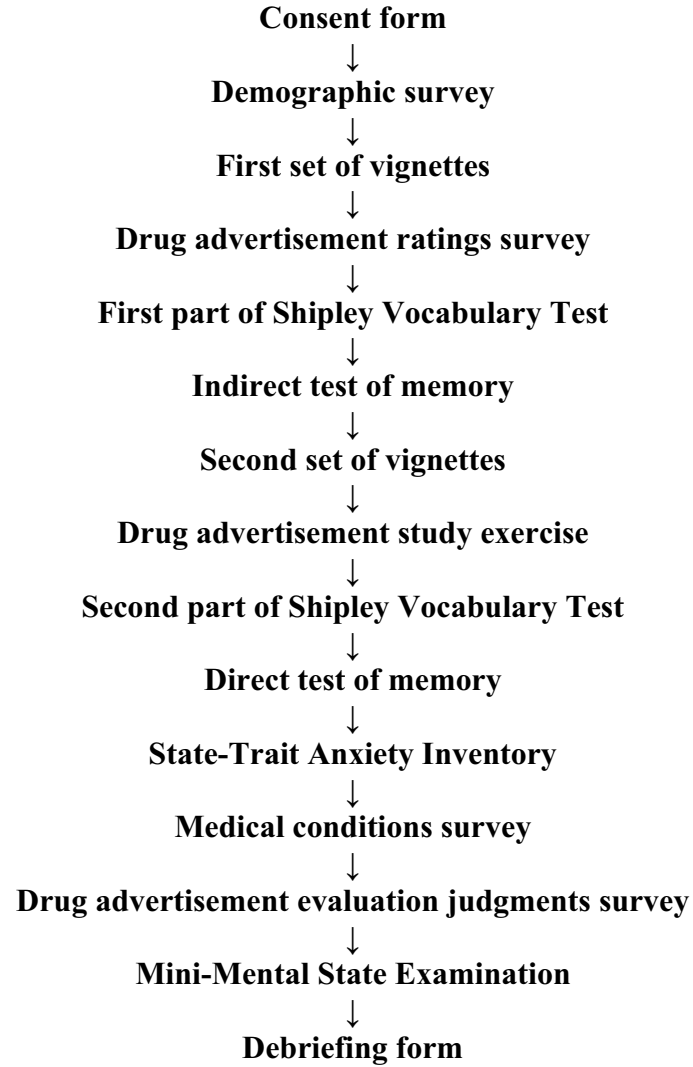 Consent form
↓
Demographic survey
↓
First set of vignettes
↓
Drug advertisement ratings survey
↓
First part of Shipley Vocabulary Test
↓
Indirect test of memory
↓
Second set of vignettes
↓
Drug advertisement study exercise
↓
Second part of Shipley Vocabulary Test
↓
Direct test of memory
↓
State-Trait Anxiety Inventory
↓
Medical conditions survey
↓
Drug advertisement evaluation judgments survey
↓
Mini-Mental State Examination
↓
Debriefing form